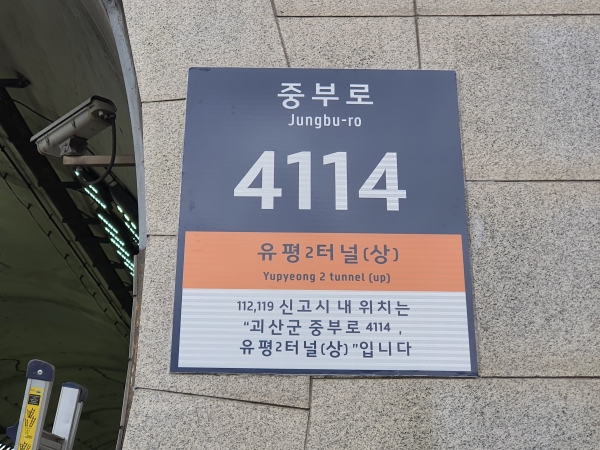 중부로
Jungbu-ro
4114
유평2터널(상)
Yupyeong 2 tunnel (up)
112,119 신고시 내 위치는
“괴산군 중부로 4114 ,
유평2터널(상) ”입니다